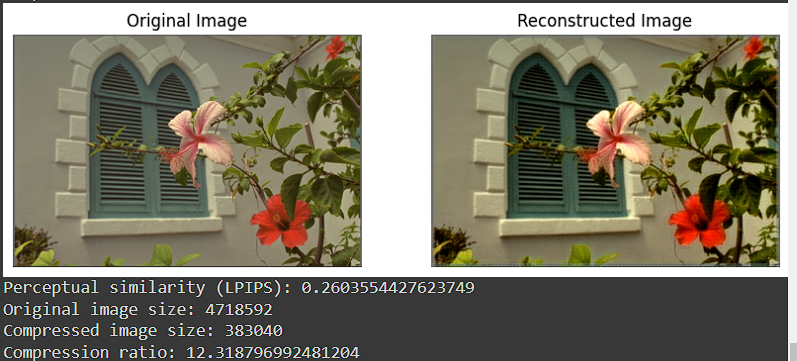 Original Image
Reconstructed Image
Perceptual similarity (LPIPS): 0.2603554427623749
Original image size: 4718592
Compressed image size: 383040
Compression ratio: 12.318796992481204